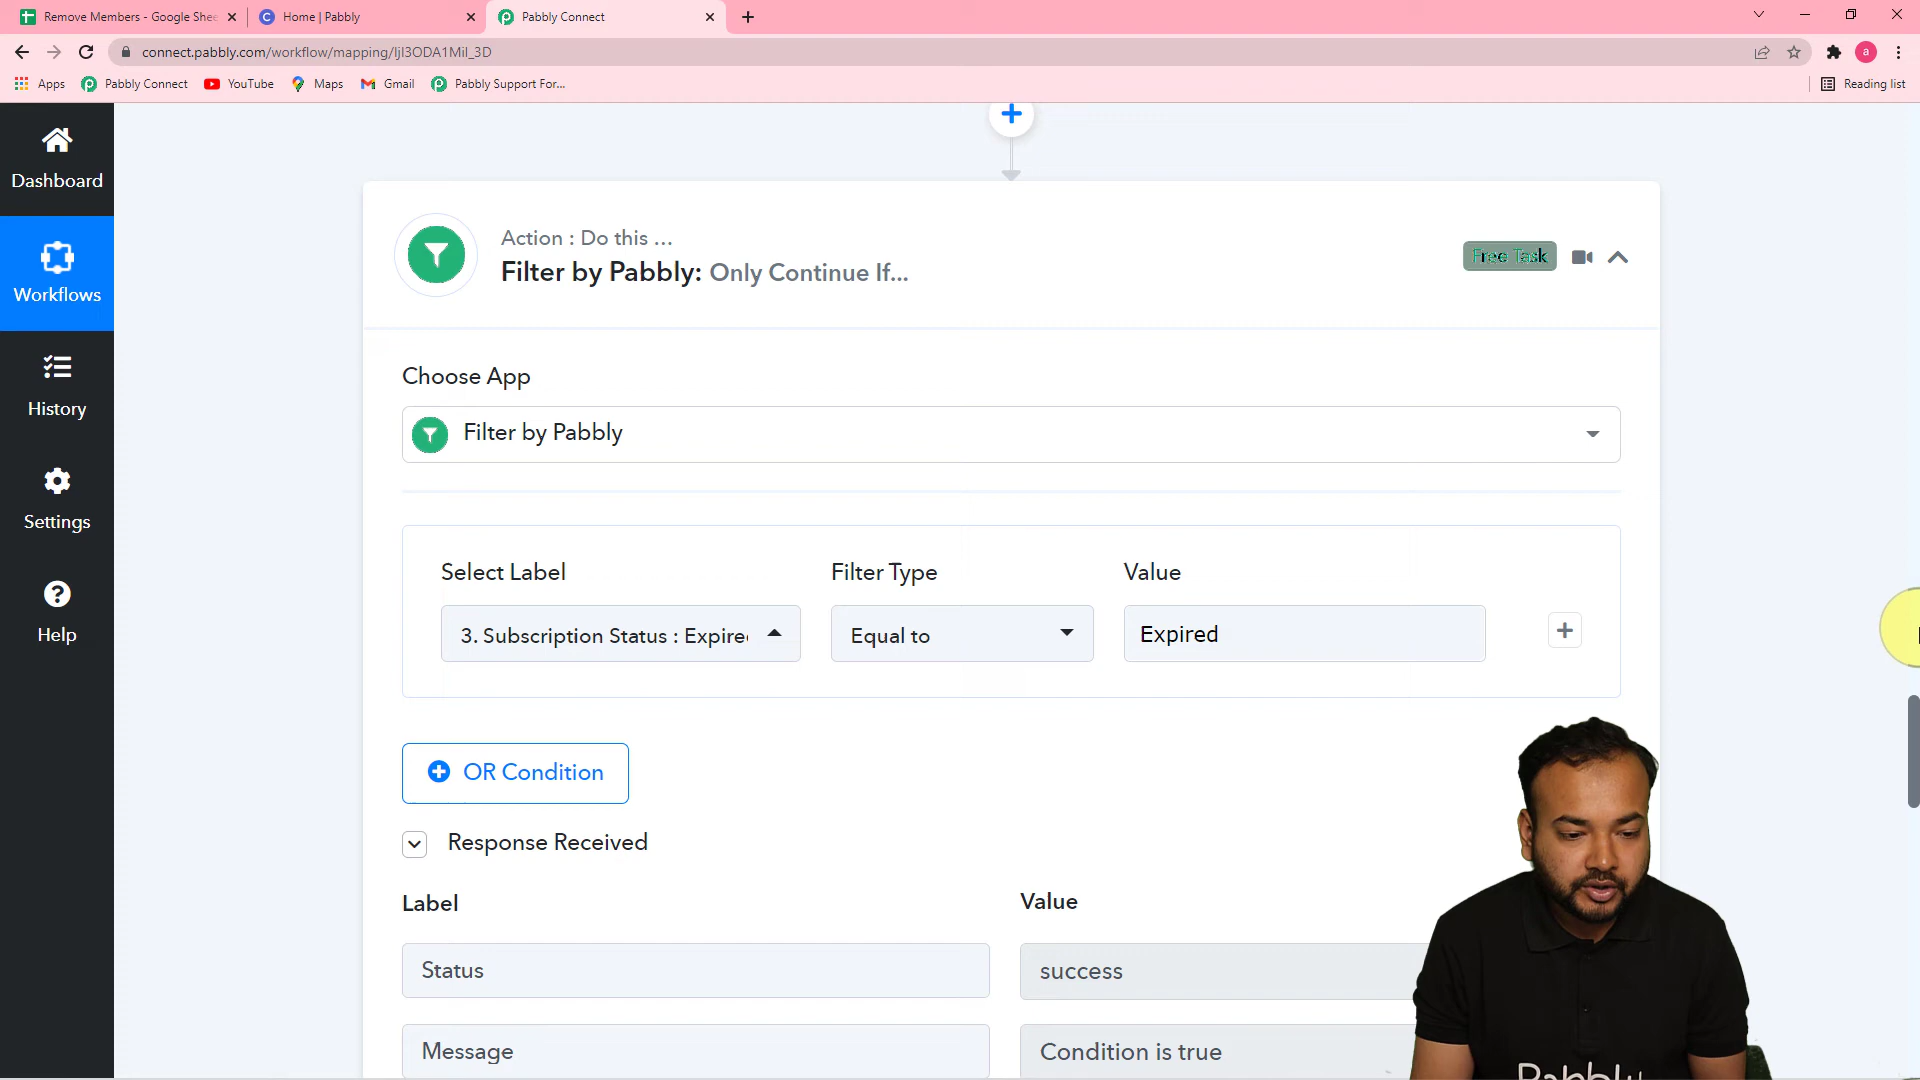 Remove Members - Google Shee
Home | Pabbly
Pabbly Connect
connect.pabbly.com/workflow/mapping/IjI3ODA1MiI_3D
a
Apps
Pabbly Connect
YouTube
Maps
Gmail
Pabbly Support For...
Reading list
Dashboard
Workflows
History
Settings
Help
Action : Do this ...
Filter by Pabbly: Only Continue If...
Free Task
Choose App
Filter by Pabbly
Select Label
Filter Type
Value
3. Subscription Status : Expired
Equal to
Expired
OR Condition
Response Received
Label
Value
Status
success
Message
Condition is true
Pabbly